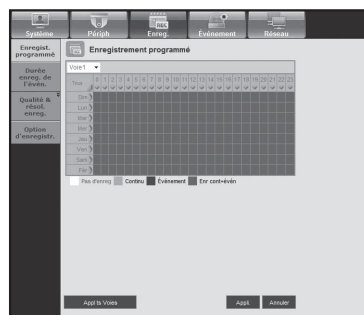 Système Périph Enreg. Événement Réseau
Enregist. programmé
Durée enreg. de l'évén.
Qualité & résol. enreg.
Option d'enregistr.
Enregistrement programmé
Voie1
Tous 0 1 2 3 4 5 6 7 8 9 10 11 12 13 14 15 16 17 18 19 20 21 22 23
Dim
Lun
Mar
Mer
Jeu
Ven
Sam
Fér
Pas d'enreg Continu Événement Enr cont+évén
Appl ts Voies Appli. Annuler